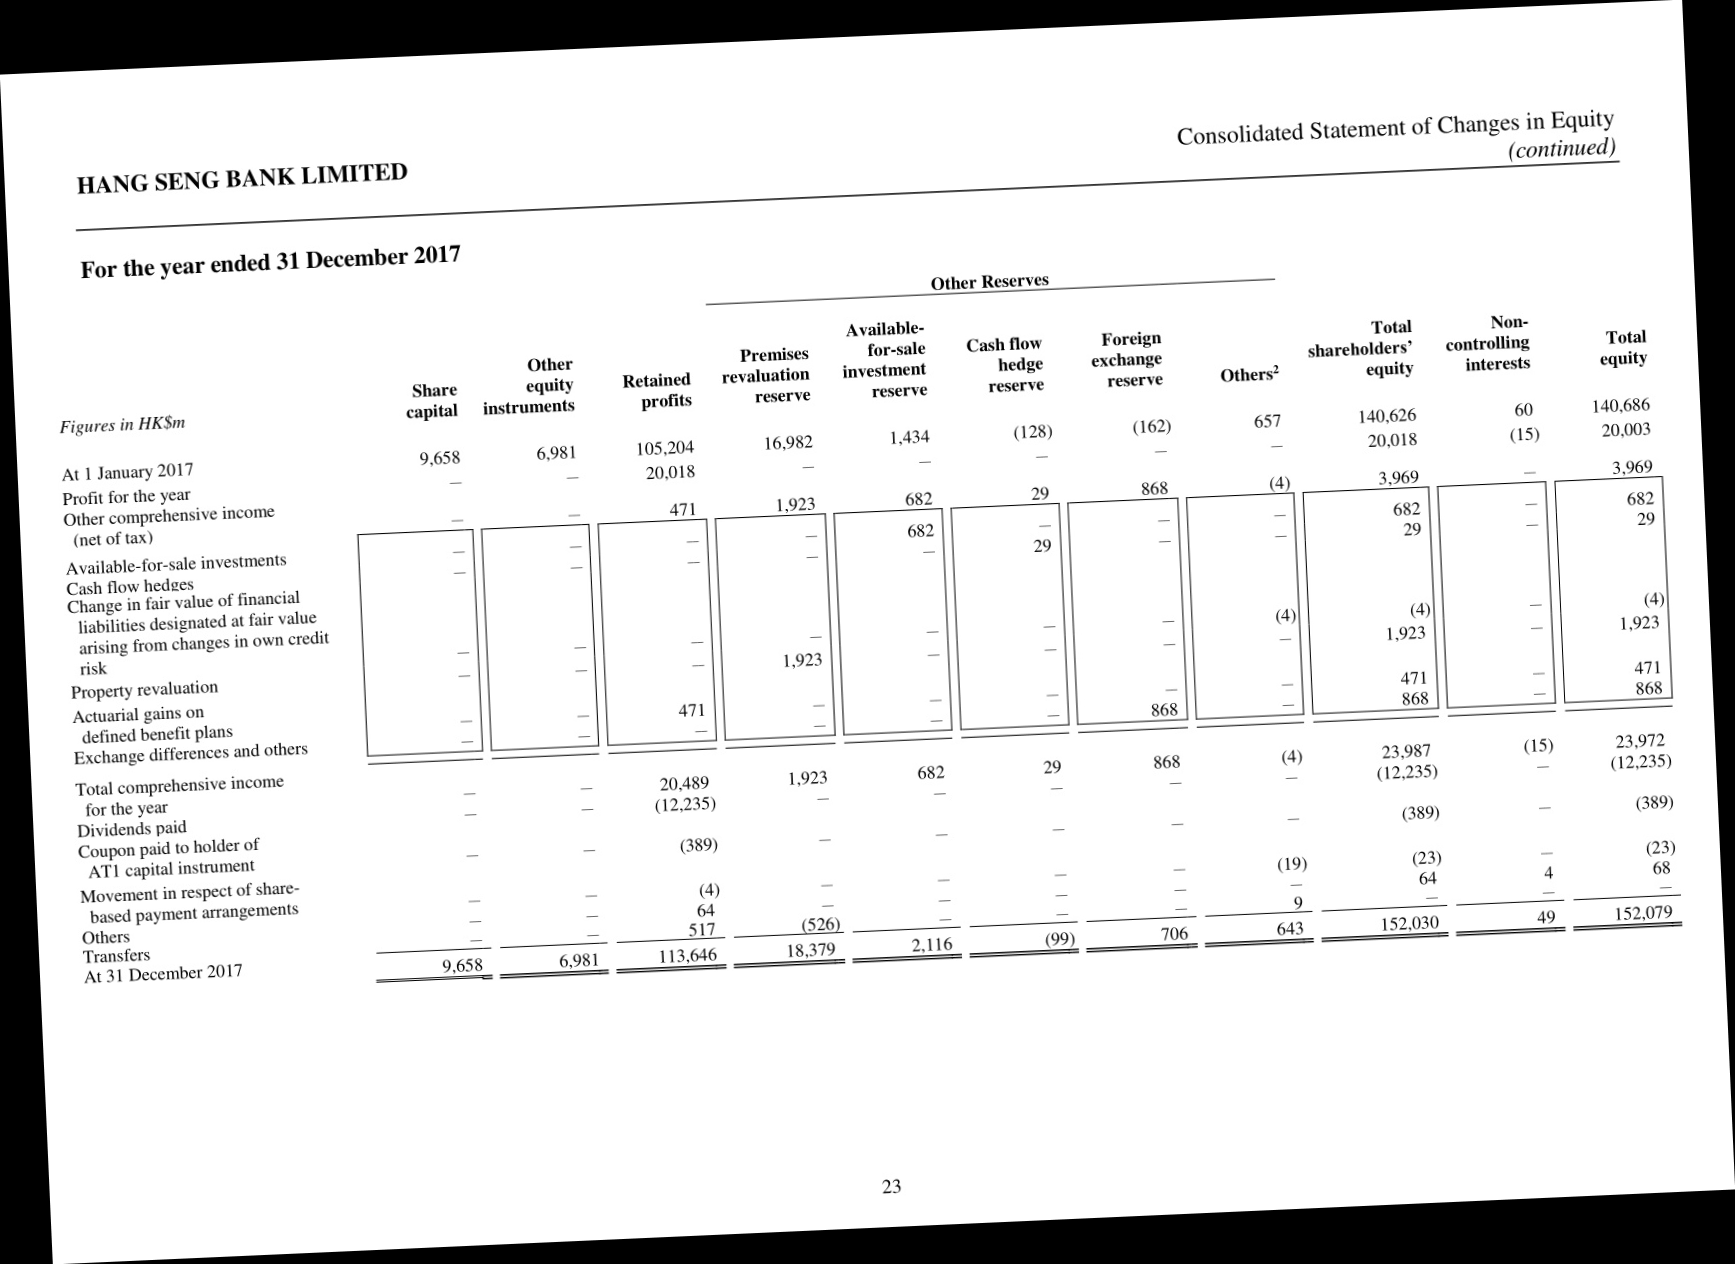 Consolidated Statement of Changes in Equity
(continued)
HANG SENG BANK LIMITED
For the year ended 31 December 2017
Other Reserves
Figures in HK$m Share capital Other equity instruments Retained profits Premises revaluation reserve Available-for-sale investment reserve Cash flow hedge reserve Foreign exchange reserve Others² Total shareholders’ equity Non-controlling interests Total equity
At 1 January 2017 9,658 6,981 105,204 16,982 1,434 (128) (162) 657 140,626 60 140,686
Profit for the year — — 20,018 — — — — — 20,018 (15) 20,003
Other comprehensive income
(net of tax) — — 471 1,923 682 29 868 (4) 3,969 — 3,969
Available-for-sale investments — — — — 682 — — — 682 — 682
Cash flow hedges — — — — — 29 — — 29 — 29
Change in fair value of financial
liabilities designated at fair value
arising from changes in own credit
risk — — — — — — — (4) (4) — (4)
Property revaluation — — — 1,923 — — — — 1,923 — 1,923
Actuarial gains on
defined benefit plans — — 471 — — — — — 471 — 471
Exchange differences and others — — — — — — 868 — 868 — 868
Total comprehensive income
for the year — — 20,489 1,923 682 29 868 (4) 23,987 (15) 23,972
Dividends paid — — (12,235) — — — — — (12,235) — (12,235)
Coupon paid to holder of
AT1 capital instrument — — (389) — — — — — (389) — (389)
Movement in respect of share-
based payment arrangements — — (4) — — — — (19) (23) — (23)
Others — — 64 — — — — — 64 4 68
Transfers — — 517 (526) — — — 9 — — —
At 31 December 2017 9,658 6,981 113,646 18,379 2,116 (99) 706 643 152,030 49 152,079
23